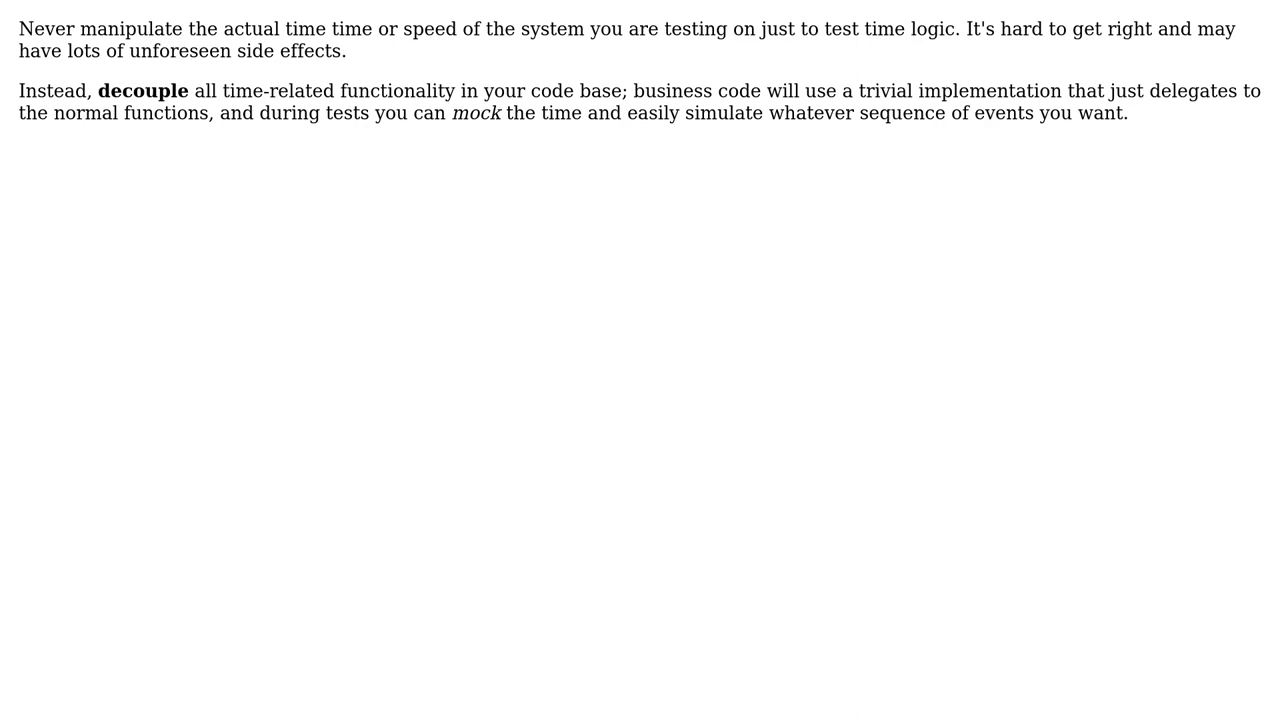 Never manipulate the actual time time or speed of the system you are testing on just to test time logic. It's hard to get right and may
have lots of unforeseen side effects.
Instead, decouple all time-related functionality in your code base; business code will use a trivial implementation that just delegates to
the normal functions, and during tests you can mock the time and easily simulate whatever sequence of events you want.